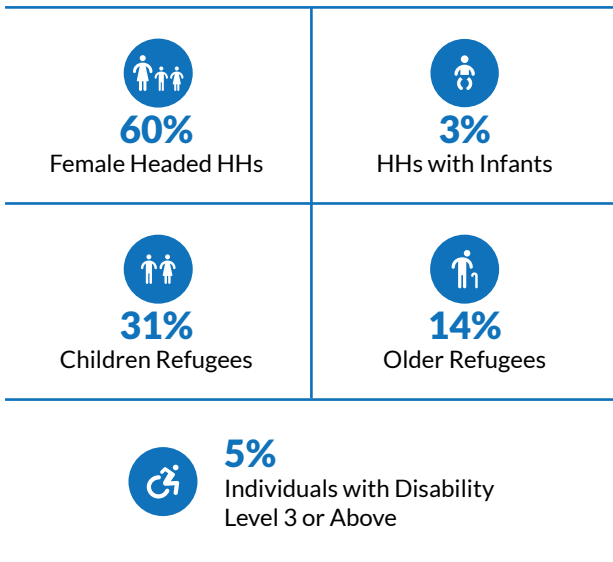 60%
Female Headed HHs
3%
HHs with Infants
31%
Children Refugees
14%
Older Refugees
5%
Individuals with Disability
Level 3 or Above